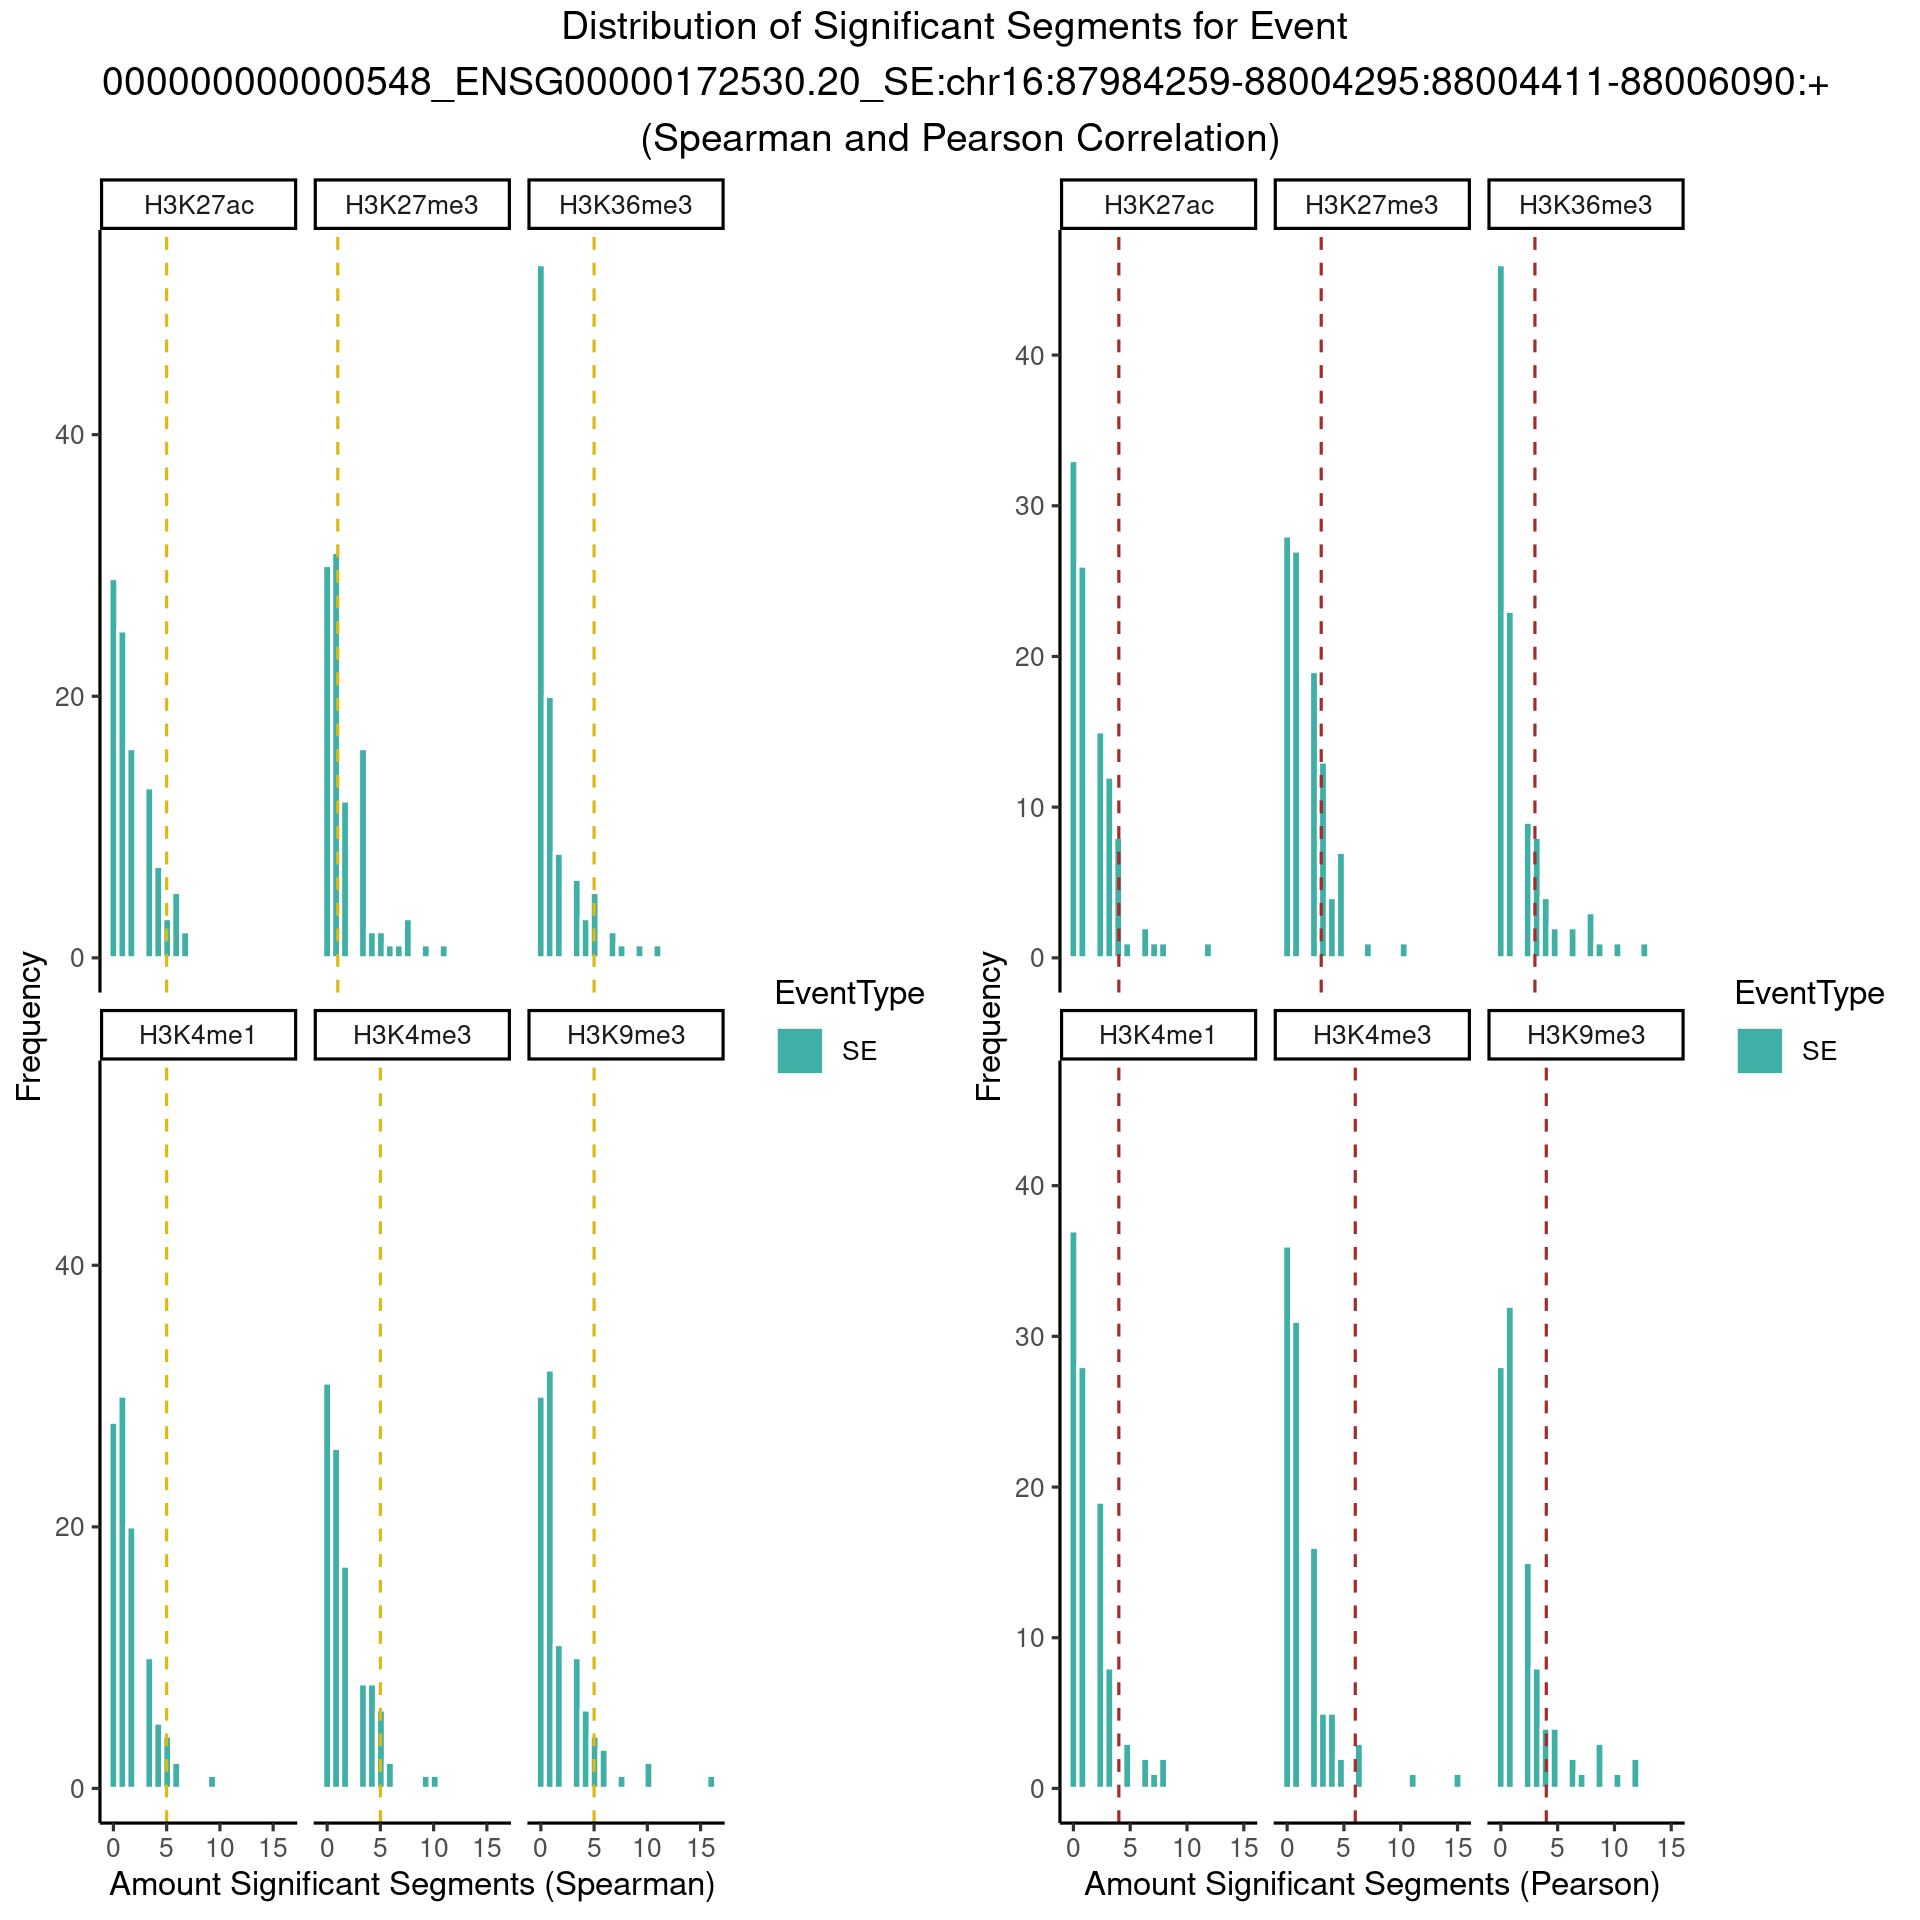 Distribution of Significant Segments for Event
000000000000548_ENSG00000172530.20_SE:chr16:87984259-88004295:88004411-88006090:+
(Spearman and Pearson Correlation)
H3K27ac H3K27me3 H3K36me3
40
20
0
H3K4me1 H3K4me3 H3K9me3
40
20
0
0 5 10 15 0 5 10 15 0 5 10 15
Frequency
Amount Significant Segments (Spearman)
EventType
SE
H3K27ac H3K27me3 H3K36me3
40
30
20
10
0
H3K4me1 H3K4me3 H3K9me3
40
30
20
10
0
0 5 10 15 0 5 10 15 0 5 10 15
Frequency
Amount Significant Segments (Pearson)
EventType
SE